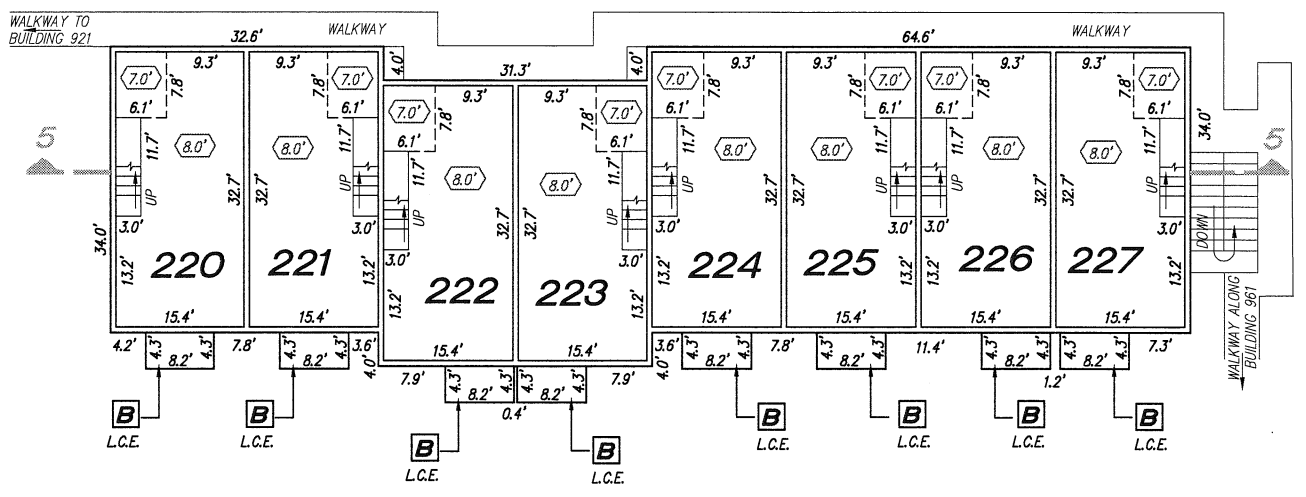 WALKWAY TO
BUILDING 921
WALKWAY
WALKWAY
32.6'
4.0'
31.3'
4.0'
64.6'
9.3' 9.3' 9.3' 9.3' 9.3' 9.3' 9.3' 9.3'
7.0' 7.0' 7.0' 7.0' 7.0' 7.0' 7.0' 7.0'
7.8' 7.8' 7.8' 7.8' 7.8' 7.8' 7.8' 7.8'
6.1' 6.1' 6.1' 6.1' 6.1' 6.1' 6.1' 6.1'
5 5
11.7' 11.7' 11.7' 11.7' 11.7' 11.7' 11.7' 11.7'
8.0' 8.0' 8.0' 8.0' 8.0' 8.0' 8.0' 8.0'
34.0' 34.0'
UP UP UP UP UP UP UP UP
32.7' 32.7' 32.7' 32.7' 32.7' 32.7' 32.7' 32.7'
3.0' 3.0' 3.0' 3.0' 3.0' 3.0' 3.0' 3.0'
DOWN
13.2' 13.2' 13.2' 13.2' 13.2' 13.2' 13.2' 13.2'
220 221 222 223 224 225 226 227
15.4' 15.4' 15.4' 15.4' 15.4' 15.4' 15.4' 15.4'
4.2' 4.3' 8.2' 4.3' 7.8' 4.3' 8.2' 4.3' 3.6'
4.0'
7.9' 4.3' 8.2' 4.3' 0.4' 4.3' 8.2' 4.3' 7.9'
4.0'
3.6' 4.3' 8.2' 4.3' 7.8' 4.3' 8.2' 4.3' 11.4' 4.3' 8.2' 4.3' 1.2' 4.3' 8.2' 4.3' 7.3'
WALKWAY ALONG
BUILDING 961
B B B B B B B B
L.C.E. L.C.E. L.C.E. L.C.E. L.C.E. L.C.E. L.C.E. L.C.E.